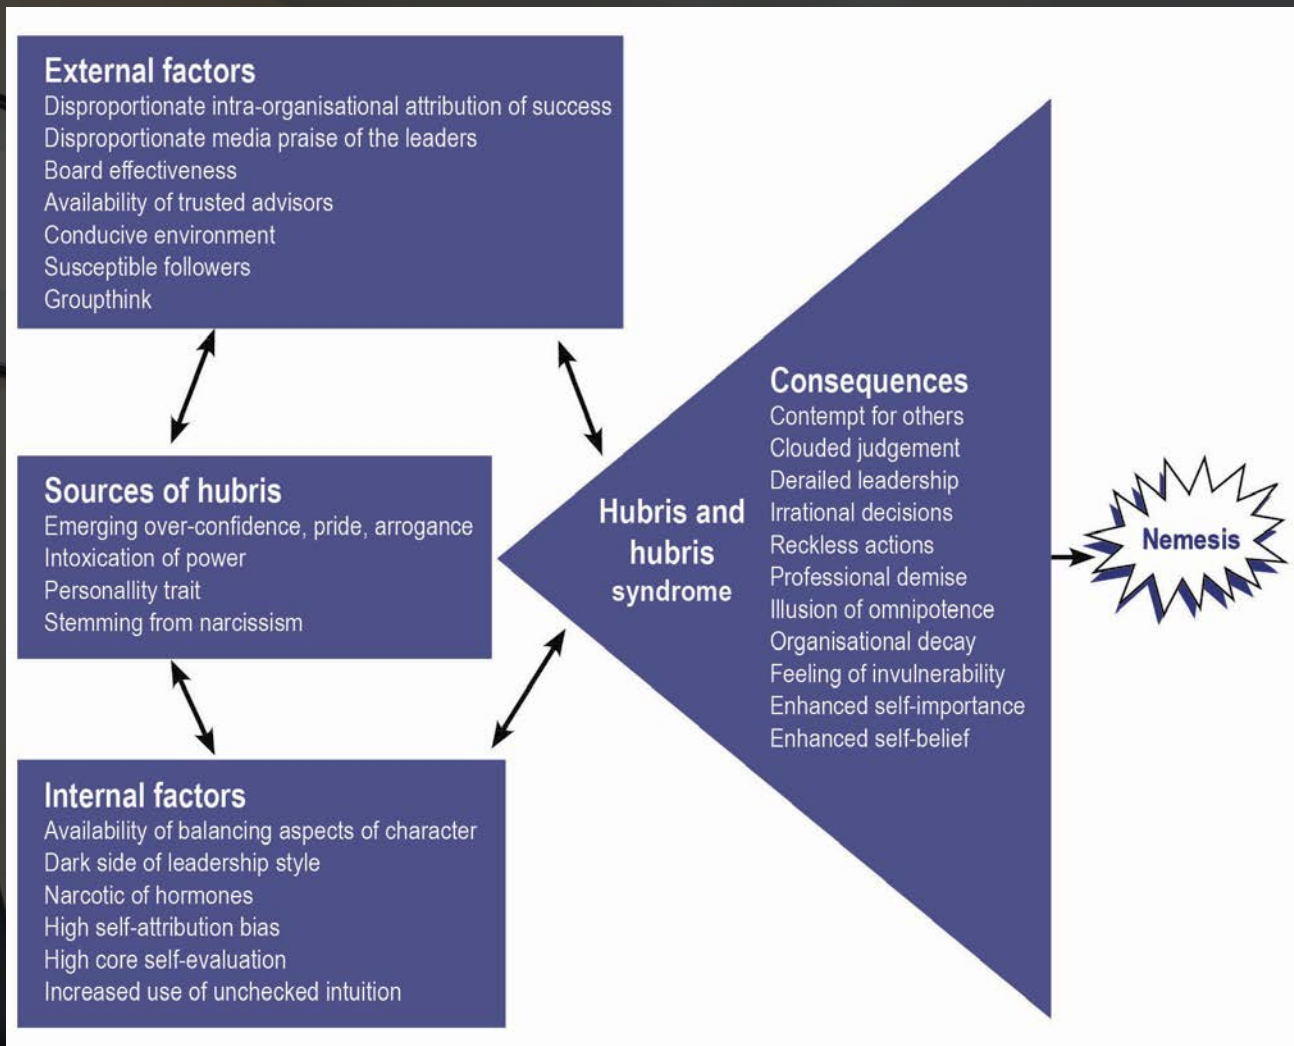 External factors
Disproportionate intra-organisational attribution of success
Disproportionate media praise of the leaders
Board effectiveness
Availability of trusted advisors
Conducive environment
Susceptible followers
Groupthink
Sources of hubris
Emerging over-confidence, pride, arrogance
Intoxication of power
Personallity trait
Stemming from narcissism
Internal factors
Availability of balancing aspects of character
Dark side of leadership style
Narcotic of hormones
High self-attribution bias
High core self-evaluation
Increased use of unchecked intuition
Hubris and
hubris
syndrome
Consequences
Contempt for others
Clouded judgement
Derailed leadership
Irrational decisions
Reckless actions
Professional demise
Illusion of omnipotence
Organisational decay
Feeling of invulnerability
Enhanced self-importance
Enhanced self-belief
Nemesis